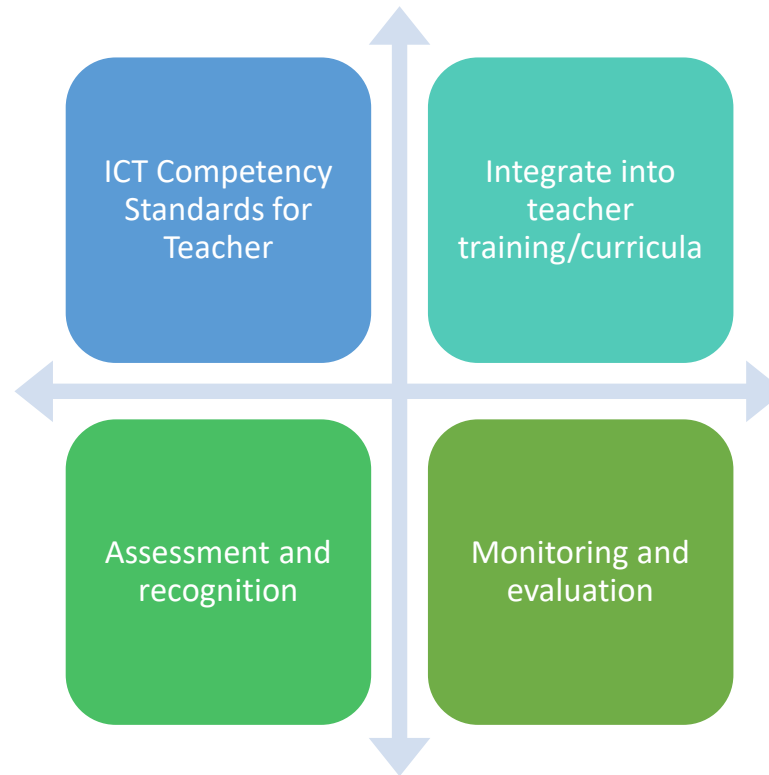 ICT Competency
Standards for
Teacher
Integrate into
teacher
training/curricula
Assessment and
recognition
Monitoring and
evaluation